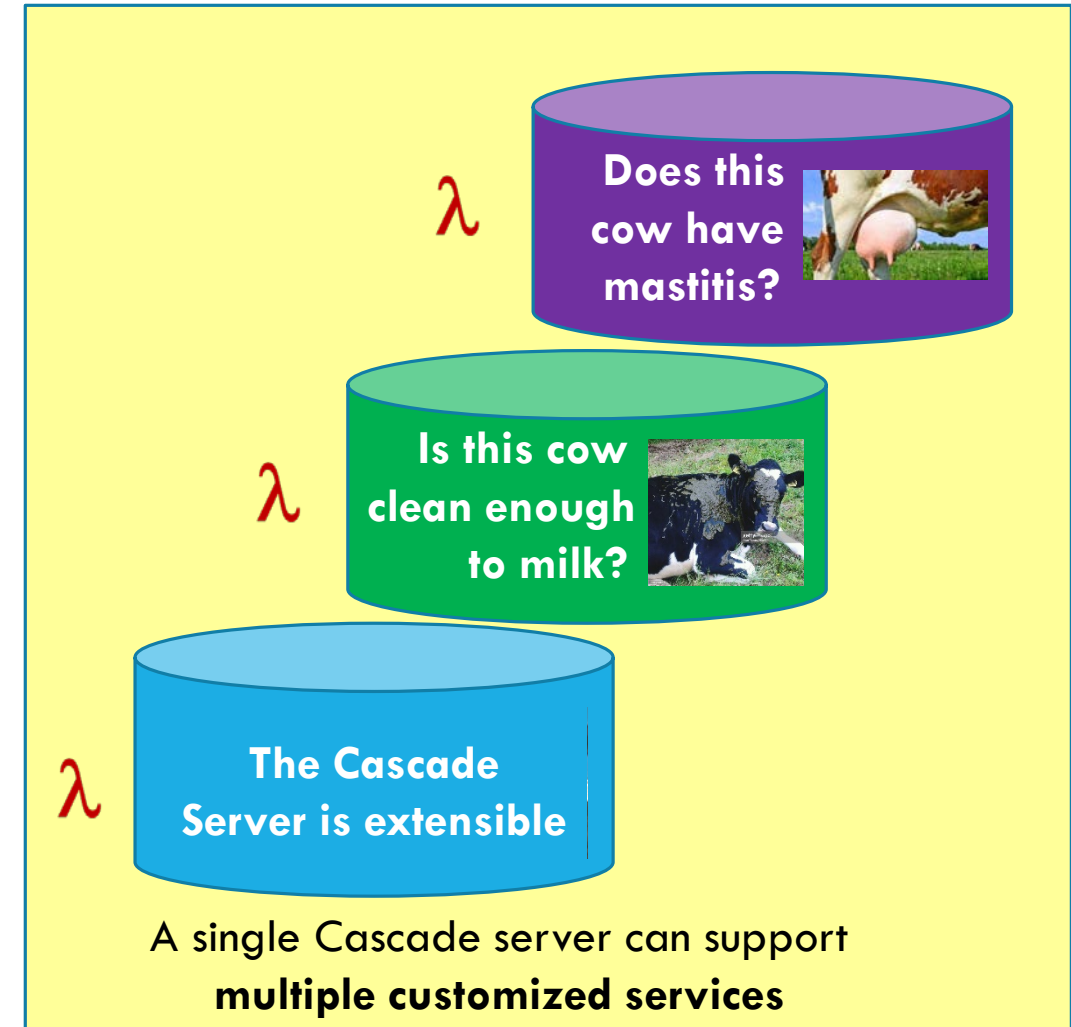 λ
Does this
cow have
mastitis?
λ
Is this cow
clean enough
to milk?
λ
The Cascade
Server is extensible
A single Cascade server can support
multiple customized services